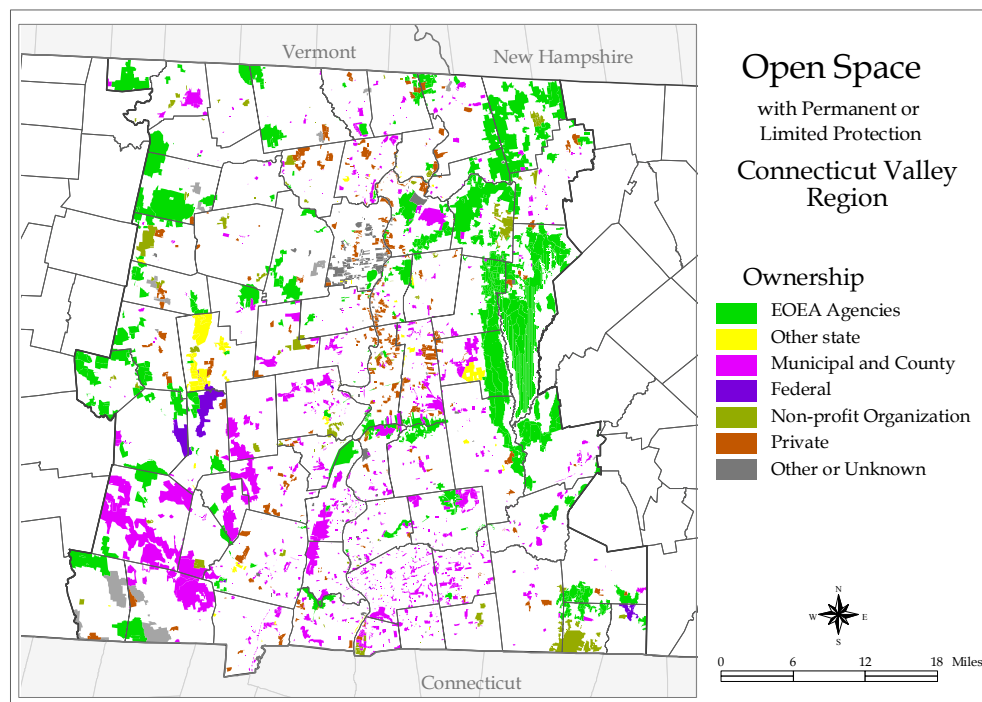 Vermont
New Hampshire
Connecticut
Open Space
with Permanent or
Limited Protection
Connecticut Valley
Region
Ownership
EOEA Agencies
Other state
Municipal and County
Federal
Non-profit Organization
Private
Other or Unknown
N
W E
S
0 6 12 18 Miles